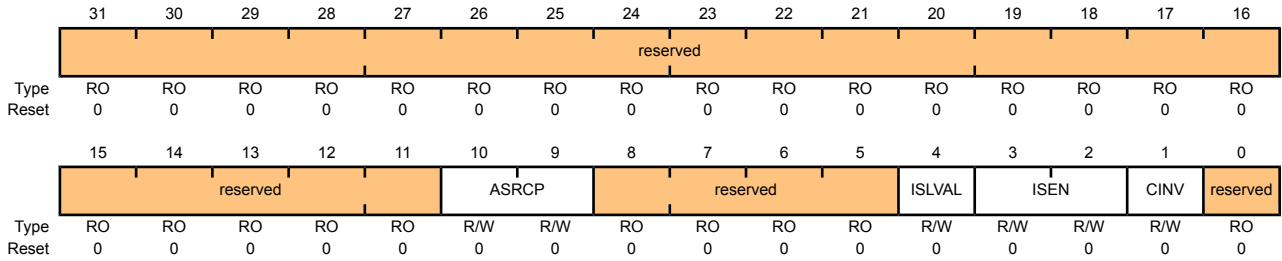 31 30 29 28 27 26 25 24 23 22 21 20 19 18 17 16
reserved
Type RO RO RO RO RO RO RO RO RO RO RO RO RO RO RO RO
Reset 0 0 0 0 0 0 0 0 0 0 0 0 0 0 0 0
15 14 13 12 11 10 9 8 7 6 5 4 3 2 1 0
reserved ASRCP reserved ISLVAL ISEN CINV reserved
Type RO RO RO RO RO R/W R/W RO RO RO RO R/W R/W R/W R/W RO
Reset 0 0 0 0 0 0 0 0 0 0 0 0 0 0 0 0